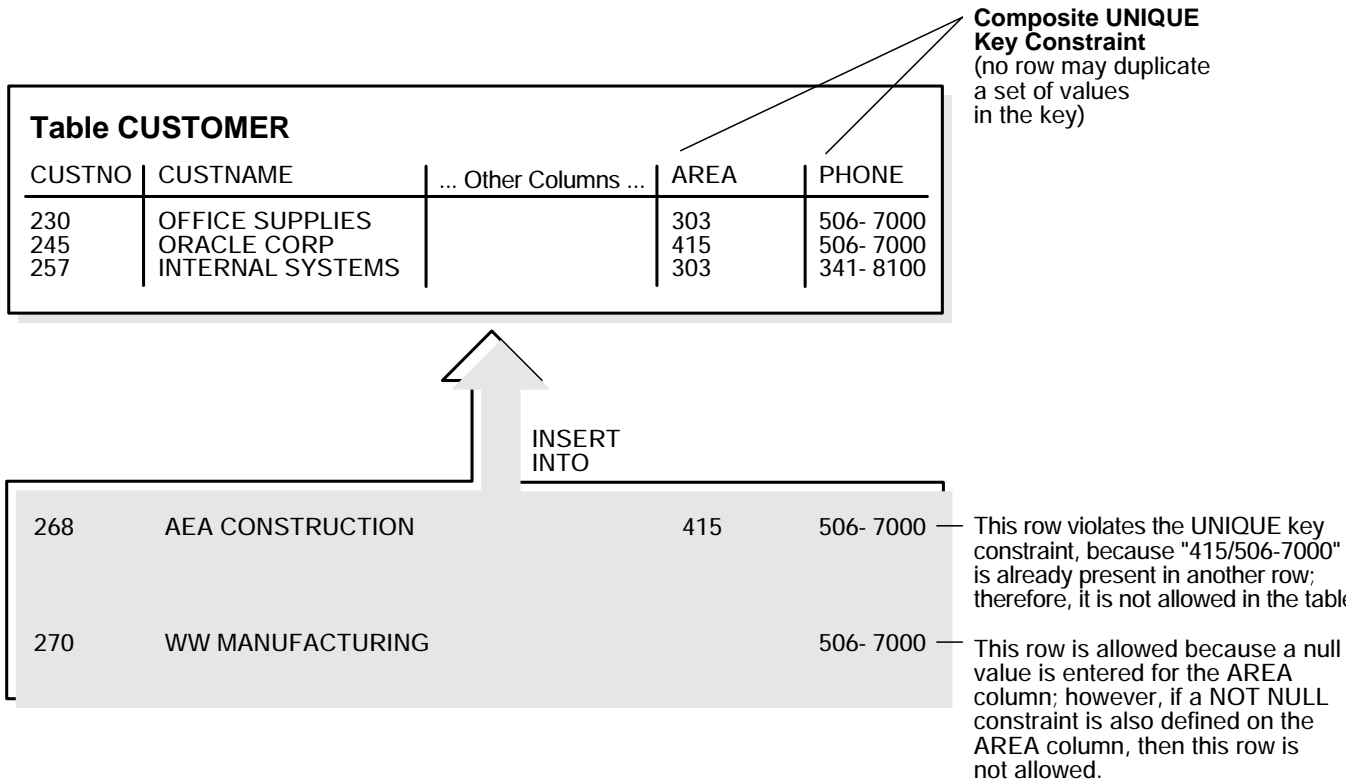 Composite UNIQUE
Key Constraint
(no row may duplicate
a set of values
in the key)
Table CUSTOMER
CUSTNO CUSTNAME ... Other Columns ... AREA PHONE
230 OFFICE SUPPLIES 303 506- 7000
245 ORACLE CORP 415 506- 7000
257 INTERNAL SYSTEMS 303 341- 8100
INSERT
INTO
268 AEA CONSTRUCTION 415 506- 7000
This row violates the UNIQUE key
constraint, because "415/506-7000"
is already present in another row;
therefore, it is not allowed in the table
270 WW MANUFACTURING 506- 7000
This row is allowed because a null
value is entered for the AREA
column; however, if a NOT NULL
constraint is also defined on the
AREA column, then this row is
not allowed.